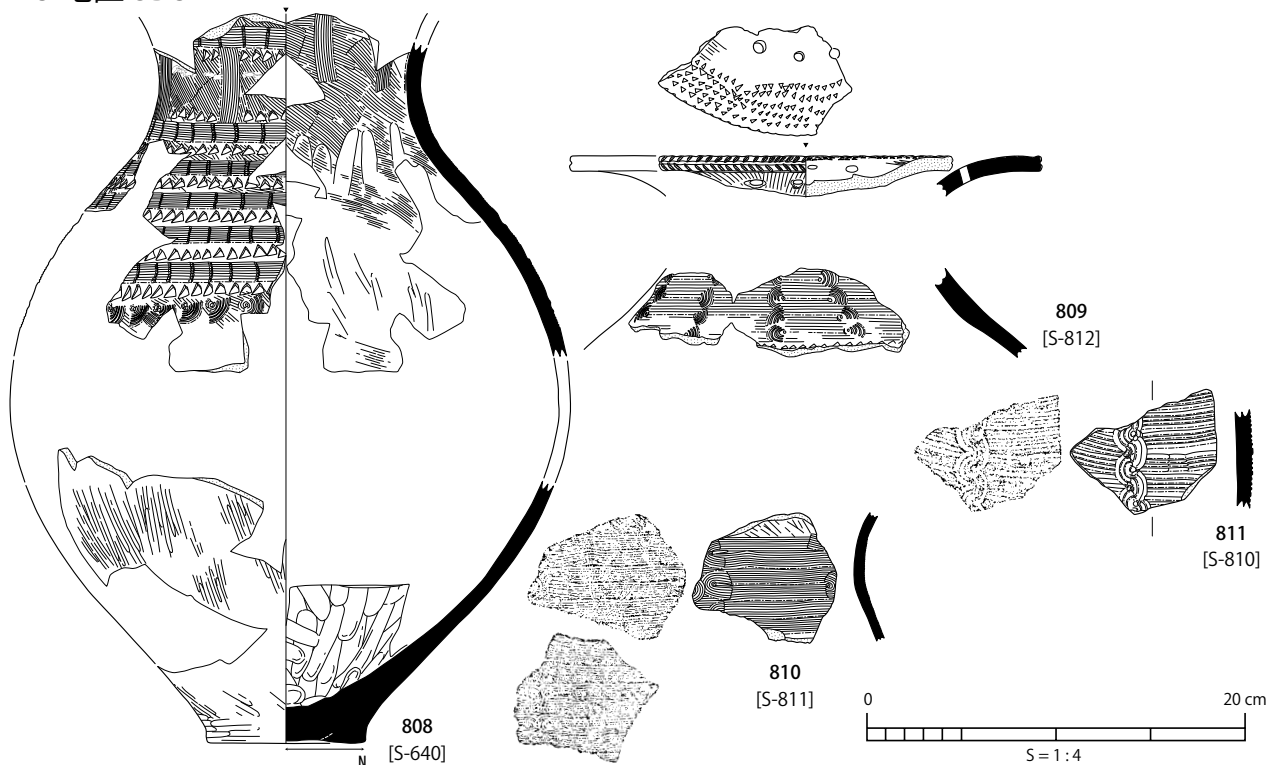 809
[S-812]
811
[S-810]
810
[S-811]
808
[S-640]
N
0
20 cm
S = 1 : 4